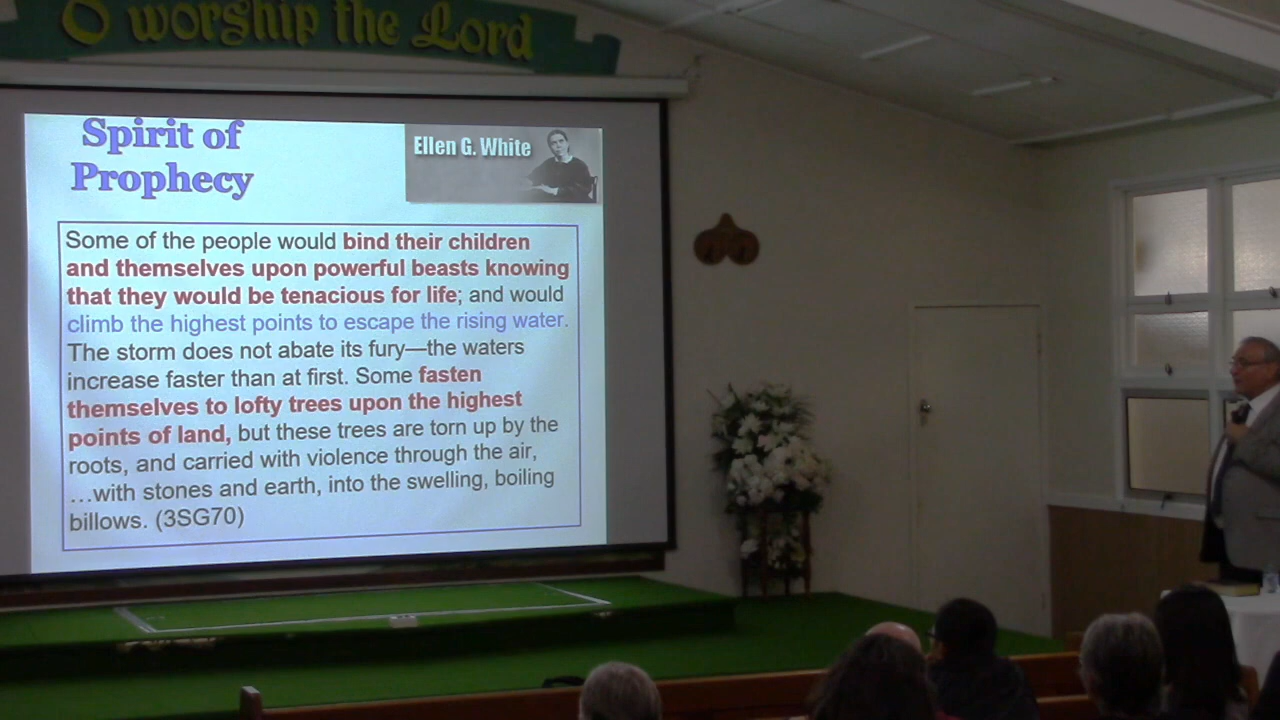 O worship the Lord
Spirit of
Prophecy
Ellen G. White
Some of the people would bind their children
and themselves upon powerful beasts knowing
that they would be tenacious for life; and would
climb the highest points to escape the rising water.
The storm does not abate its fury—the waters
increase faster than at first. Some fasten
themselves to lofty trees upon the highest
points of land, but these trees are torn up by the
roots, and carried with violence through the air,
…with stones and earth, into the swelling, boiling
billows. (3SG70)